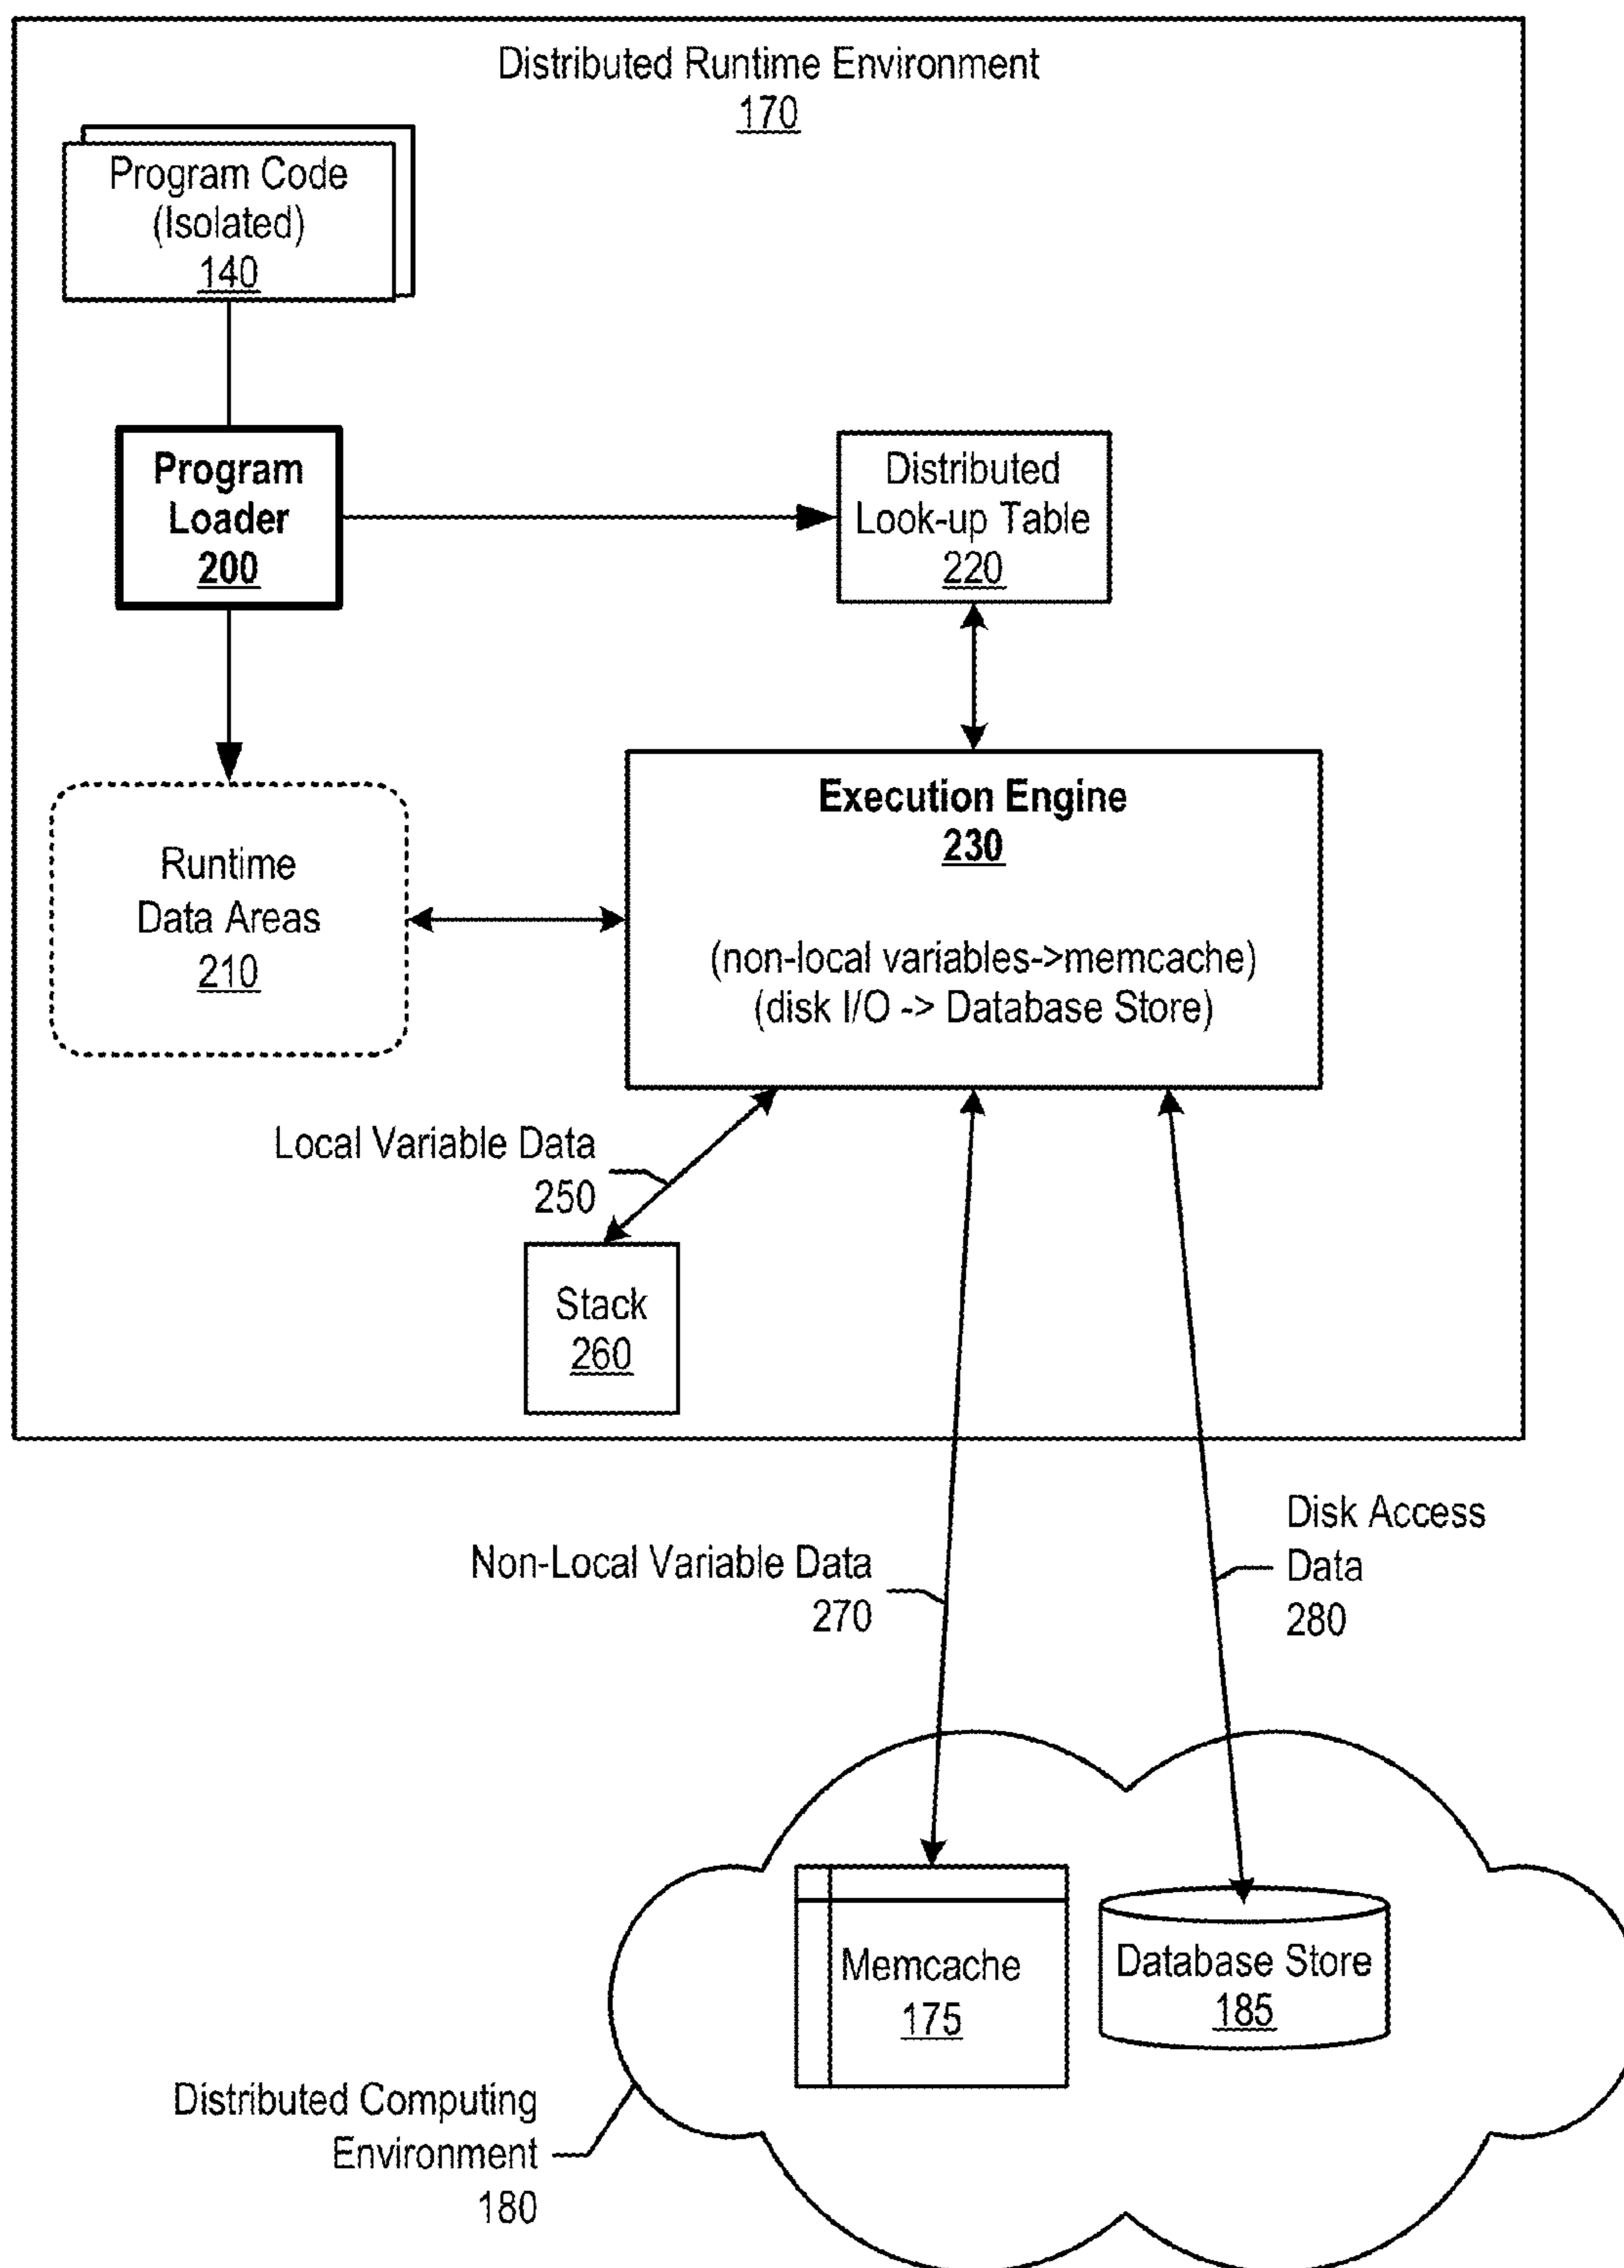 Distributed Runtime Environment
170
Program Code
(Isolated)
140
Program
Loader
200
Distributed
Look-up Table
220
Execution Engine
230
(non-local variables->memcache)
(disk I/O -> Database Store)
Runtime
Data Areas
210
Local Variable Data
250
Stack
260
Non-Local Variable Data
270
Disk Access
Data
280
Memcache
175
Database Store
185
Distributed Computing
Environment
180